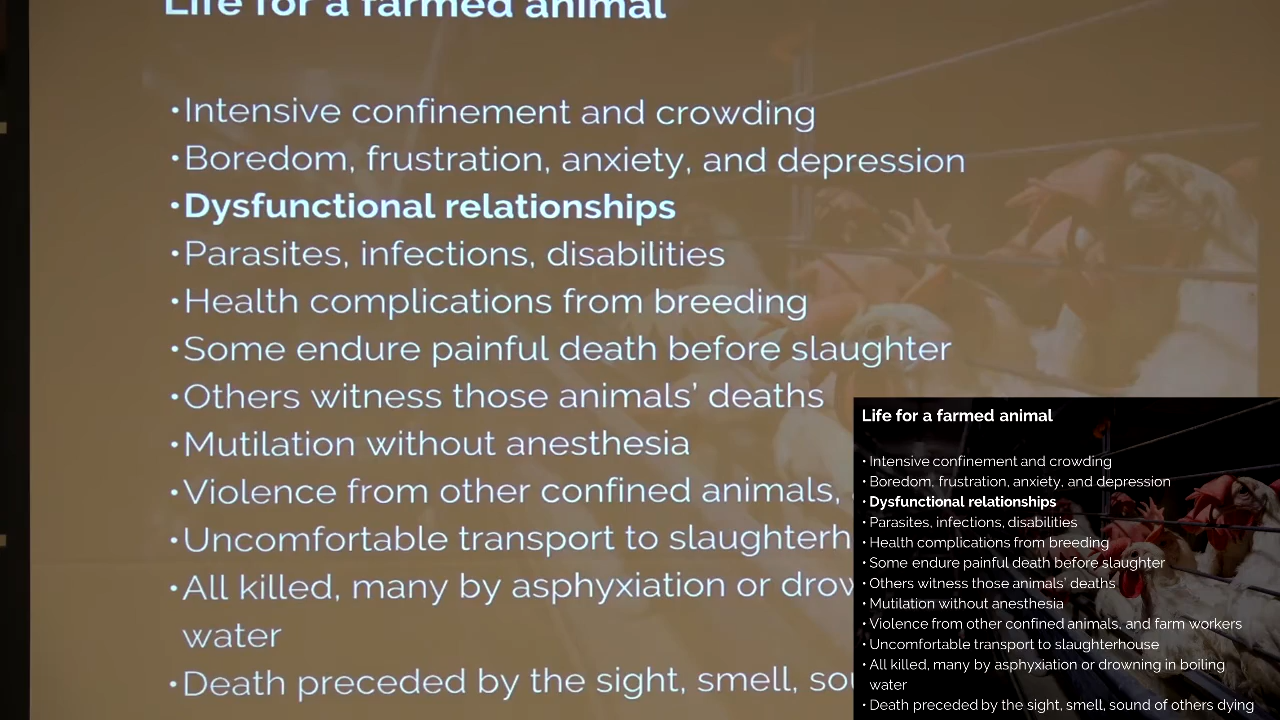 Life for a farmed animal
•Intensive confinement and crowding
•Boredom, frustration, anxiety, and depression
•Dysfunctional relationships
•Parasites, infections, disabilities
•Health complications from breeding
•Some endure painful death before slaughter
•Others witness those animals’ deaths
•Mutilation without anesthesia
•Violence from other confined animals,
•Uncomfortable transport to slaughterh
•All killed, many by asphyxiation or drow
water
•Death preceded by the sight, smell, sou
Life for a farmed animal
• Intensive confinement and crowding
• Boredom, frustration, anxiety, and depression
• Dysfunctional relationships
• Parasites, infections, disabilities
• Health complications from breeding
• Some endure painful death before slaughter
• Others witness those animals’ deaths
• Mutilation without anesthesia
• Violence from other confined animals, and farm workers
• Uncomfortable transport to slaughterhouse
• All killed, many by asphyxiation or drowning in boiling
water
• Death preceded by the sight, smell, sound of others dying